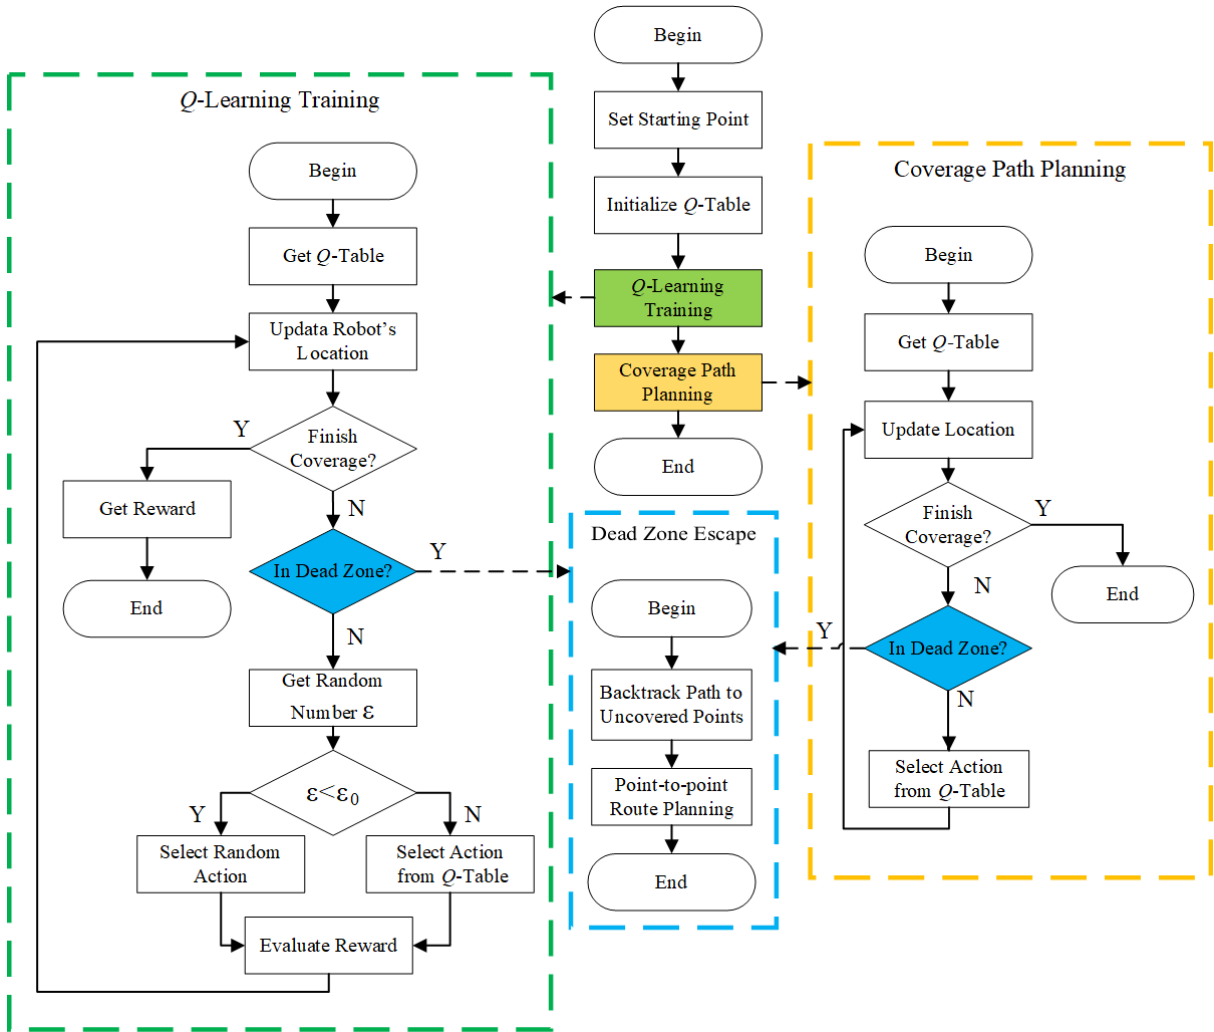 Begin
Set Starting Point
Initialize Q-Table
Q-Learning
Training
Coverage Path
Planning
End
Q-Learning Training
Begin
Get Q-Table
Updata Robot's
Location
Finish
Coverage?
Y
N
Get Reward
End
In Dead Zone?
Y
N
Get Random
Number ε
ε<ε0
Y
N
Select Random
Action
Select Action
from Q-Table
Evaluate Reward
Dead Zone Escape
Begin
Backtrack Path to
Uncovered Points
Point-to-point
Route Planning
End
Coverage Path Planning
Begin
Get Q-Table
Update Location
Finish
Coverage?
Y
N
End
In Dead Zone?
Y
N
Select Action
from Q-Table